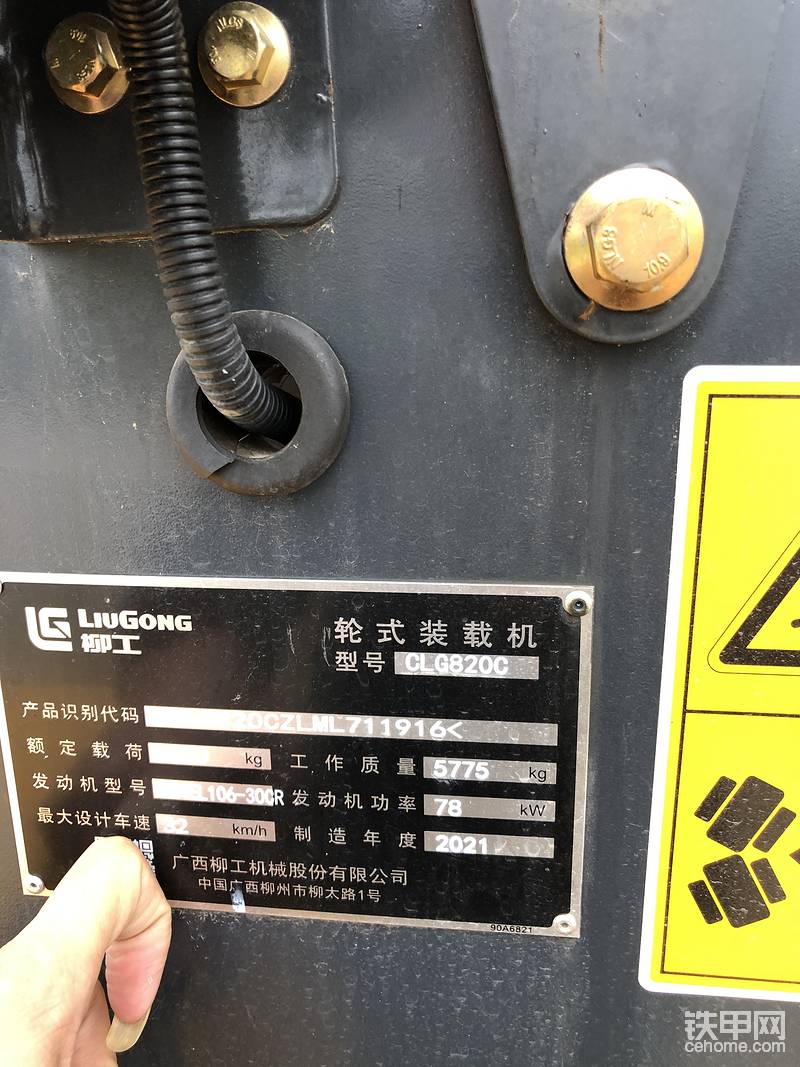 LIUGONG
柳工
轮式装载机
型号 CLG820C
产品识别代码 20CZLML711916<
额定载荷 kg 工作质量 5775 kg
发动机型号 EL106-30CR 发动机功率 78 kW
最大设计车速 32 km/h 制造年度 2021
广西柳工机械股份有限公司
中国广西柳州市柳太路1号
90A6821
铁甲网
cehome.com